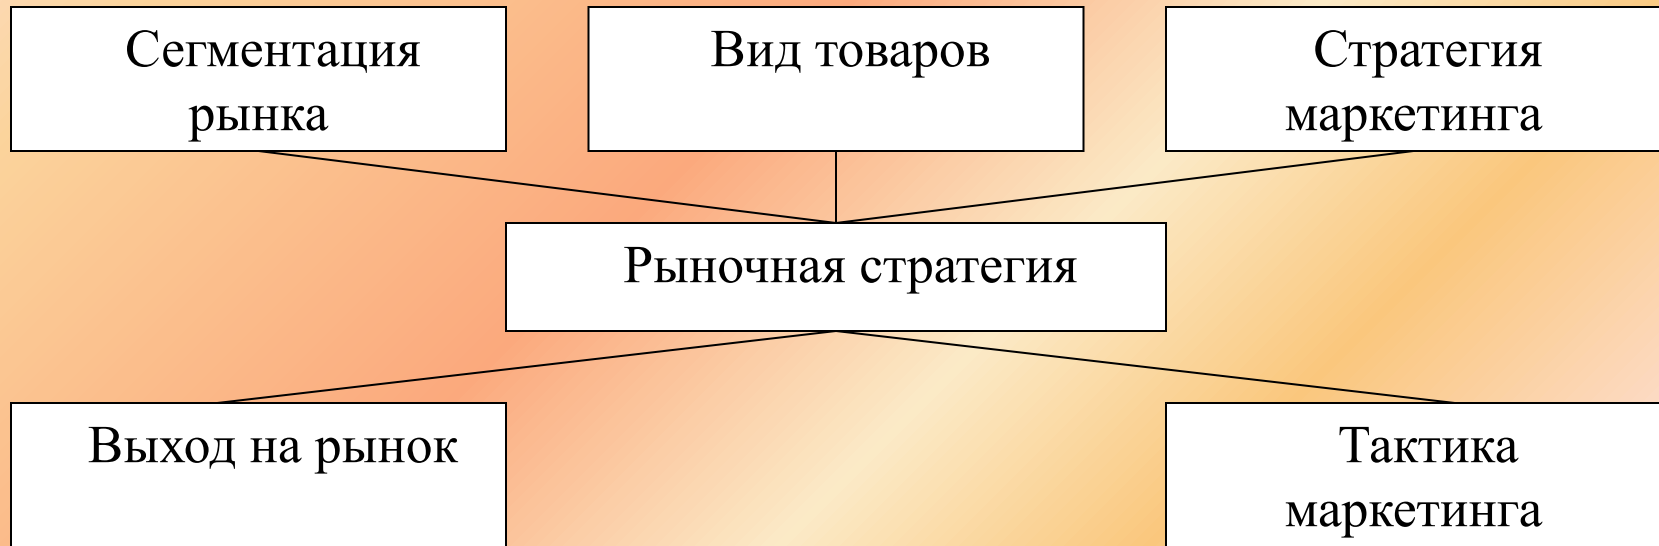 Сегментация
рынка
Вид товаров
Стратегия
маркетинга
Рыночная стратегия
Выход на рынок
Тактика
маркетинга